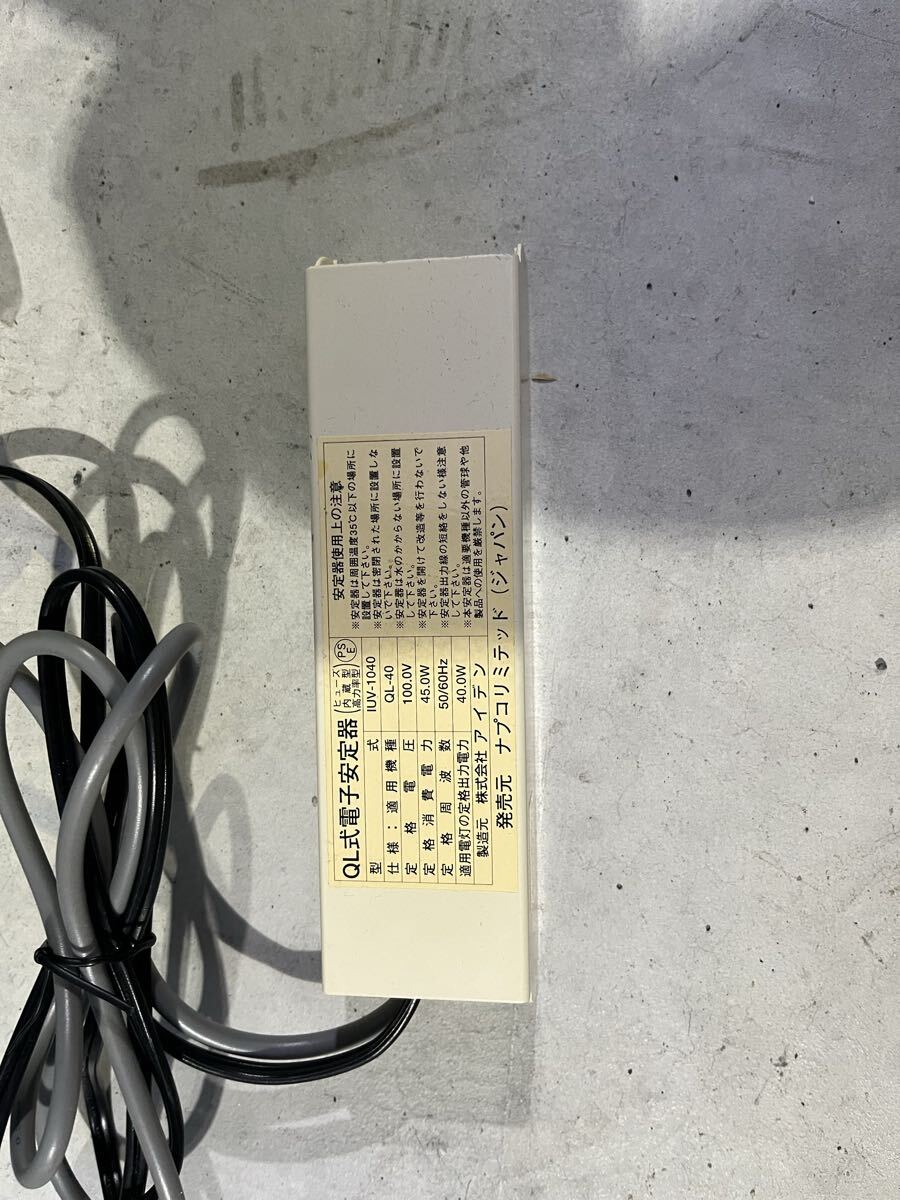 QL式電子安定器(ヒューズ内蔵型高力率型) PSE
型式 IUV-1040
仕様:適用機種 QL-40
定格電圧 100.0V
定格消費電力 45.0W
定格周波数 50/60Hz
適用電灯の定格出力電力 40.0W
製造元 株式会社 アイデン
発売元 ナプコリミテッド(ジャパン)
安定器使用上の注意
※安定器は周囲温度35℃以下の場所に
設置して下さい。
※安定器は密閉された場所に設置しな
いで下さい。
※安定器は水のかからない場所に設置
して下さい。
※安定器を開けて改造等を行わないで
下さい。
※安定器出力線の短絡をしない様注意
して下さい。
※本安定器は適要機種以外の管球や他
製品への使用を厳禁します。